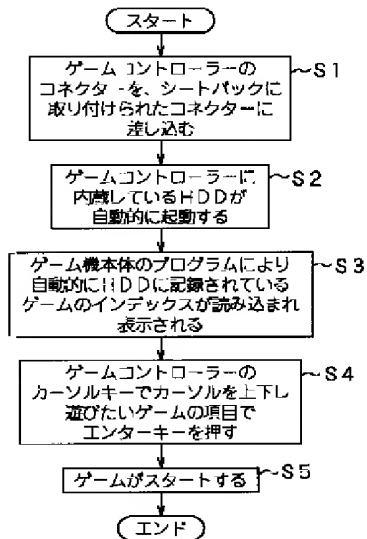 スタート
ゲームコントローラーの
コネクターを、シートバックに
取り付けられたコネクターに
差し込む
S1
ゲームコントローラーに
内蔵しているHDDが
自動的に起動する
S2
ゲーム機本体のプログラムにより
自動的にHDDに記録されている
ゲームのインデックスが読み込まれ
表示される
S3
ゲームコントローラーの
カーソルキーでカーソルを上下し
遊びたいゲームの項目で
エンターキーを押す
S4
ゲームがスタートする
S5
エンド